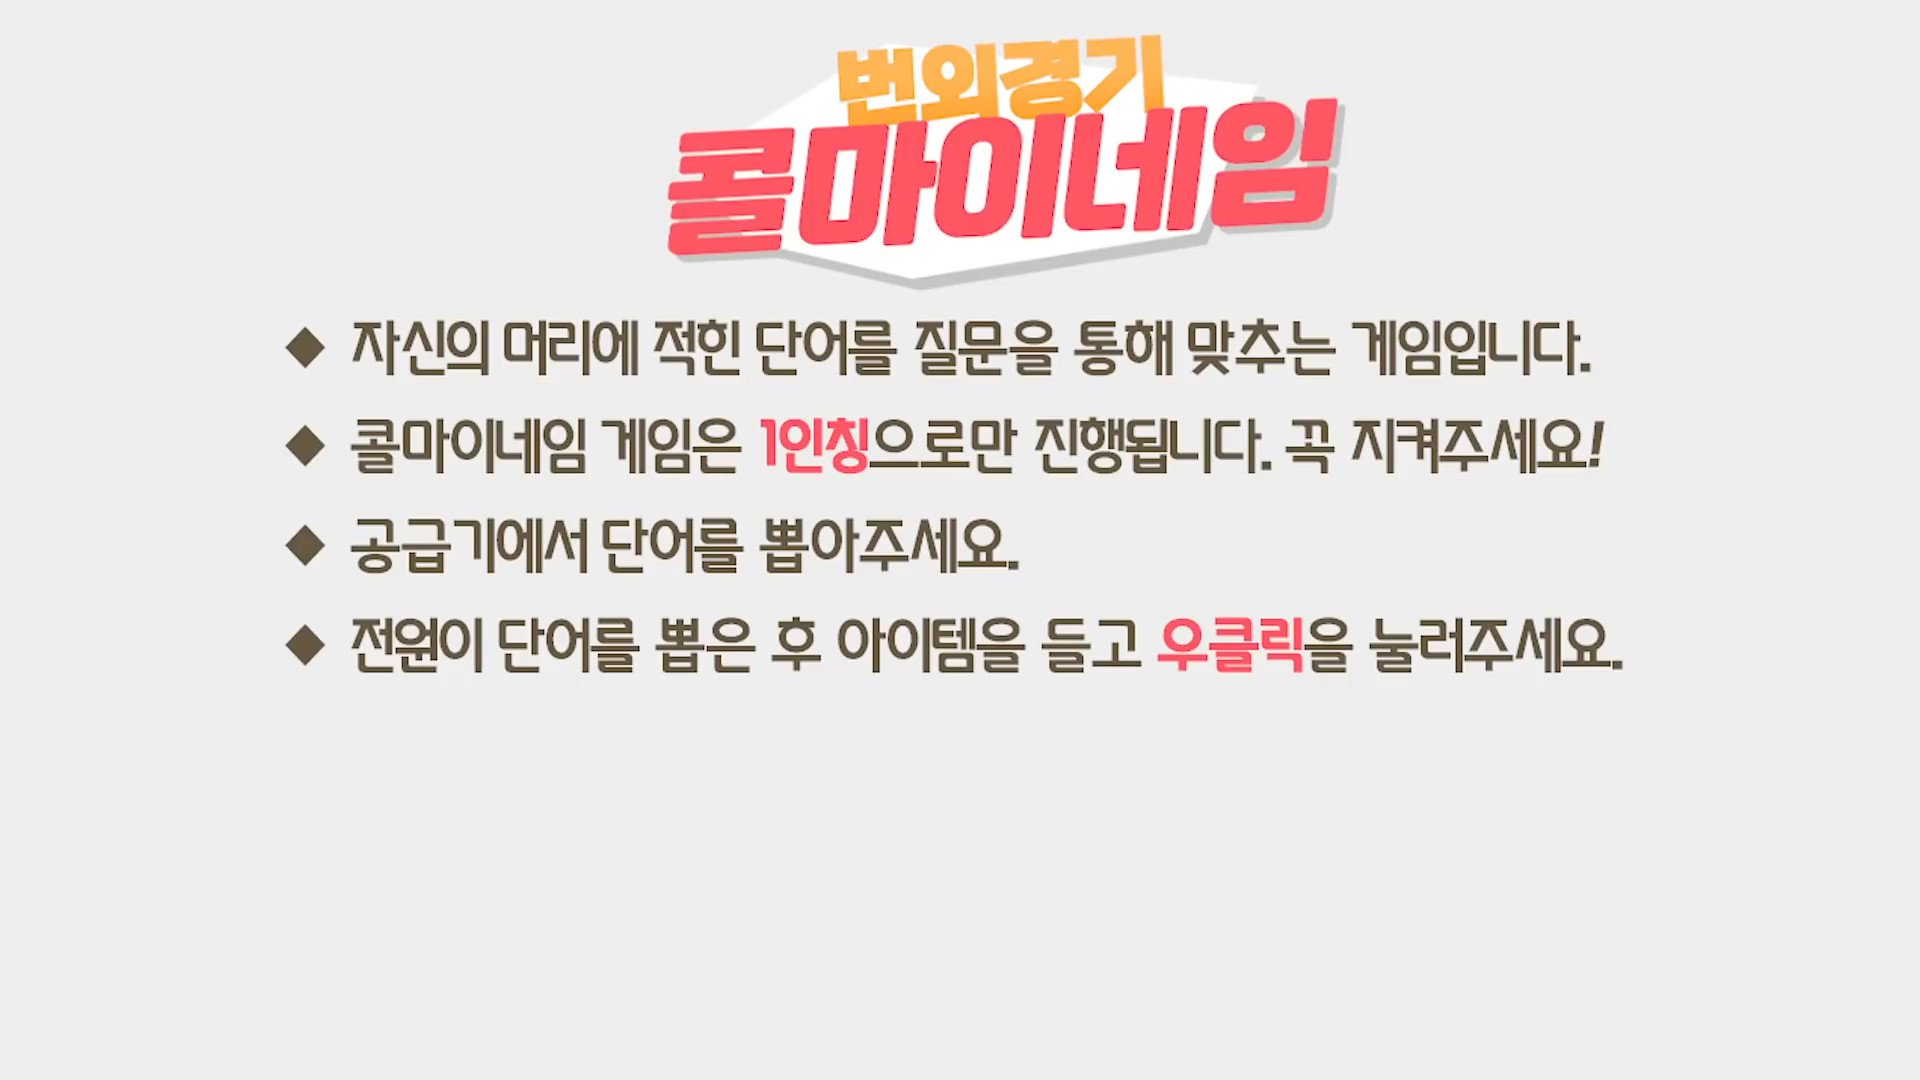 번외경기
콜마이네임
◆ 자신의 머리에 적힌 단어를 질문을 통해 맞추는 게임입니다.
◆ 콜마이네임 게임은 1인칭으로만 진행됩니다. 꼭 지켜주세요!
◆ 공급기에서 단어를 뽑아주세요.
◆ 전원이 단어를 뽑은 후 아이템을 들고 우클릭을 눌러주세요.